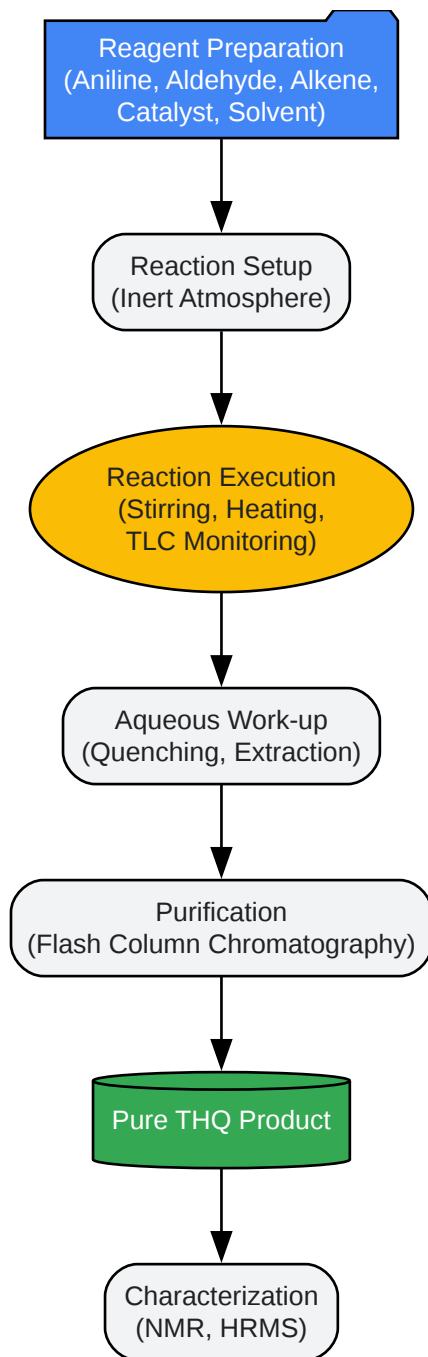 Reagent Preparation
(Aniline, Aldehyde, Alkene,
Catalyst, Solvent)
Reaction Setup
(Inert Atmosphere)
Reaction Execution
(Stirring, Heating,
TLC Monitoring)
Aqueous Work-up
(Quenching, Extraction)
Purification
(Flash Column Chromatography)
Pure THQ Product
Characterization
(NMR, HRMS)